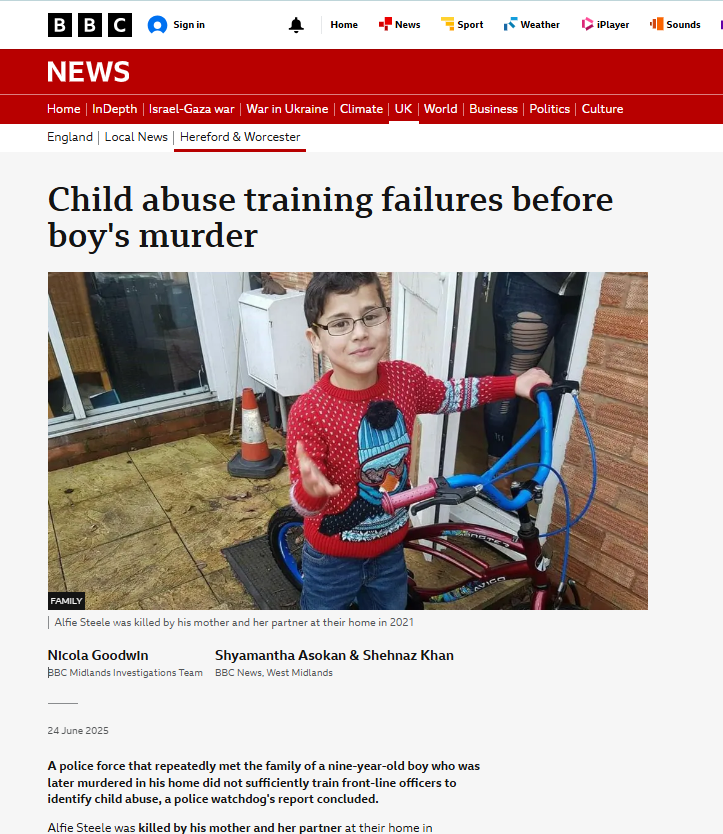 BBC Sign in Home News Sport Weather iPlayer Sounds
NEWS
Home InDepth Israel-Gaza war War in Ukraine Climate UK World Business Politics Culture
England Local News Hereford & Worcester
Child abuse training failures before
boy's murder
FAMILY
Alfie Steele was killed by his mother and her partner at their home in 2021
Nicola Goodwin Shyamantha Asokan & Shehnaz Khan
BBC Midlands Investigations Team BBC News, West Midlands
24 June 2025
A police force that repeatedly met the family of a nine-year-old boy who was
later murdered in his home did not sufficiently train front-line officers to
identify child abuse, a police watchdog's report concluded.
Alfie Steele was killed by his mother and her partner at their home in